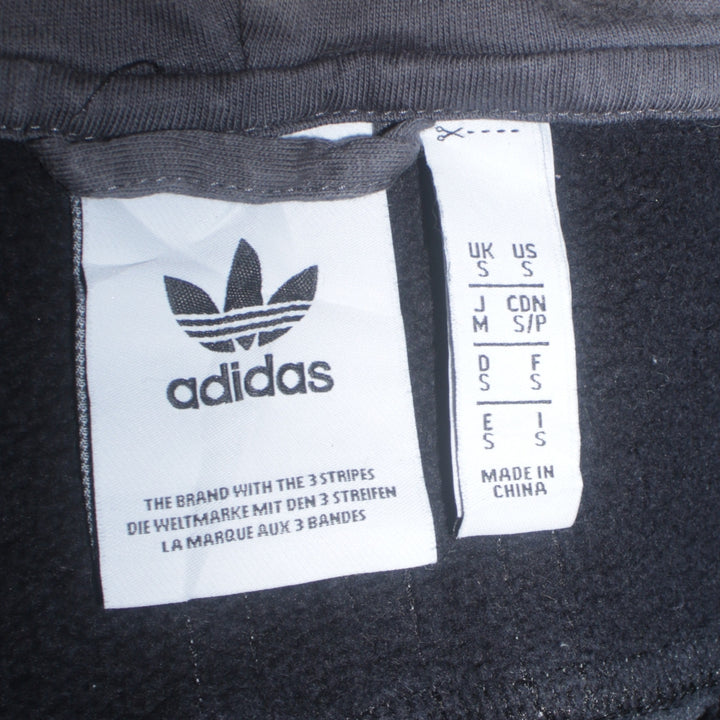 adidas
THE BRAND WITH THE 3 STRIPES
DIE WELTMARKE MIT DEN 3 STREIFEN
LA MARQUE AUX 3 BANDES
UK US
S S
J CDN
M S/P
D F
S S
E I
S S
MADE IN
CHINA